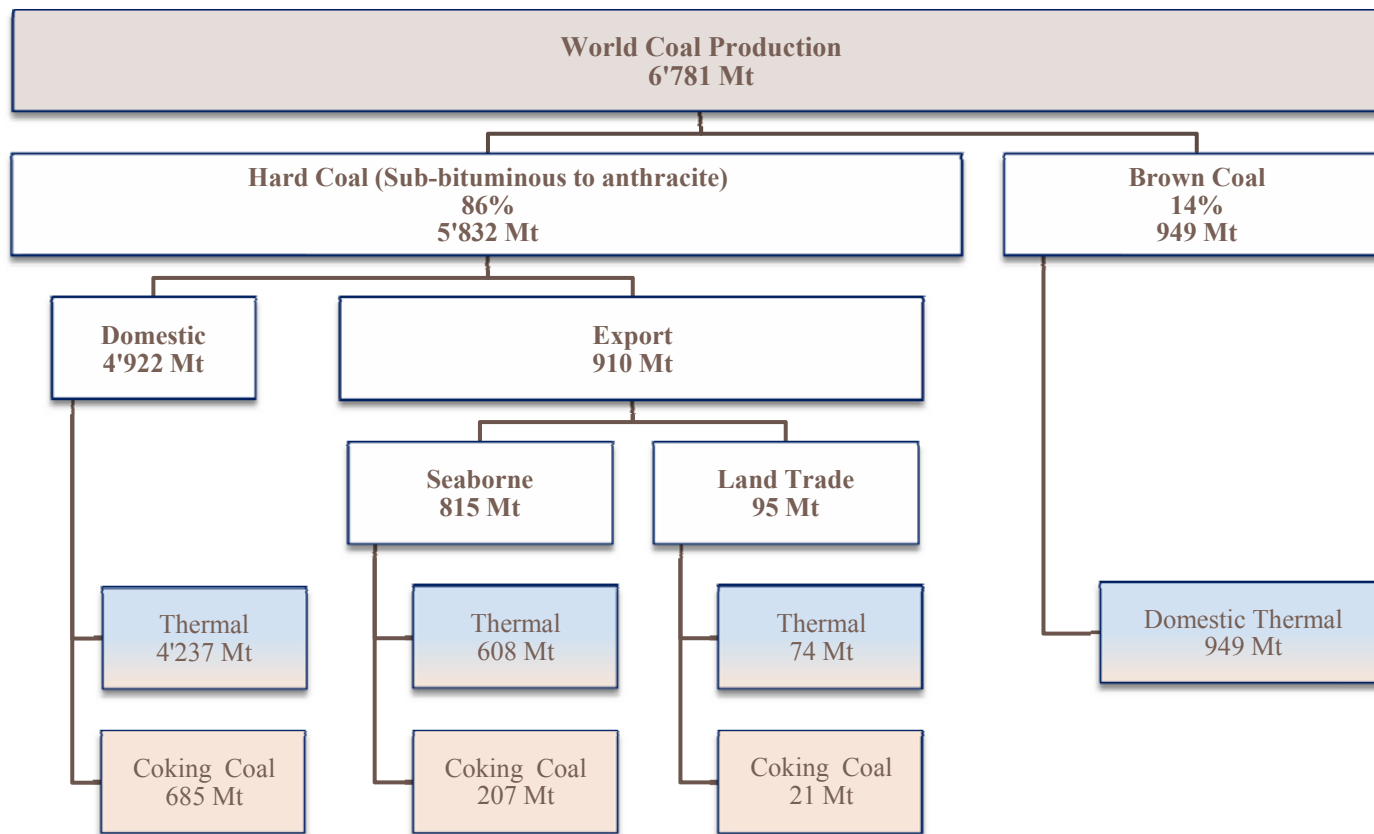 World Coal Production
6'781 Mt
Hard Coal (Sub-bituminous to anthracite)
86%
5'832 Mt
Brown Coal
14%
949 Mt
Domestic
4'922 Mt
Export
910 Mt
Seaborne
815 Mt
Land Trade
95 Mt
Thermal
4'237 Mt
Thermal
608 Mt
Thermal
74 Mt
Domestic Thermal
949 Mt
Coking Coal
685 Mt
Coking Coal
207 Mt
Coking Coal
21 Mt